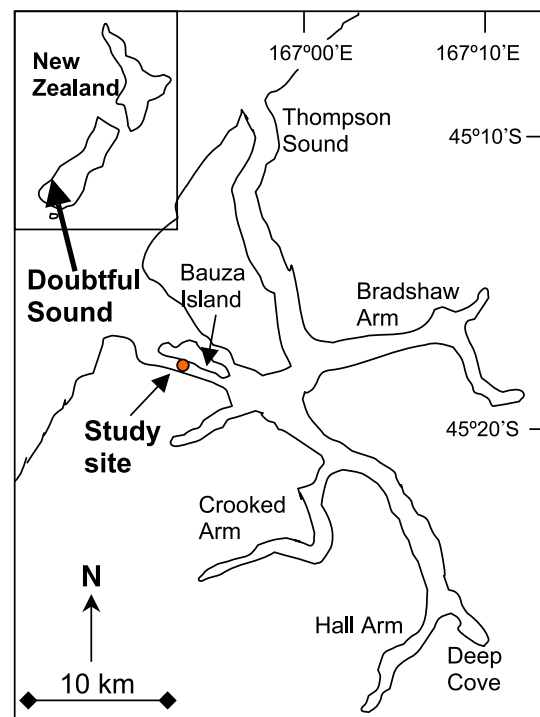 New
Zealand
167º00'E
167º10'E
Thompson
Sound
45º10'S
Doubtful
Sound
Bauza
Island
Bradshaw
Arm
Study
site
45º20'S
Crooked
Arm
N
Hall Arm
Deep
Cove
10 km